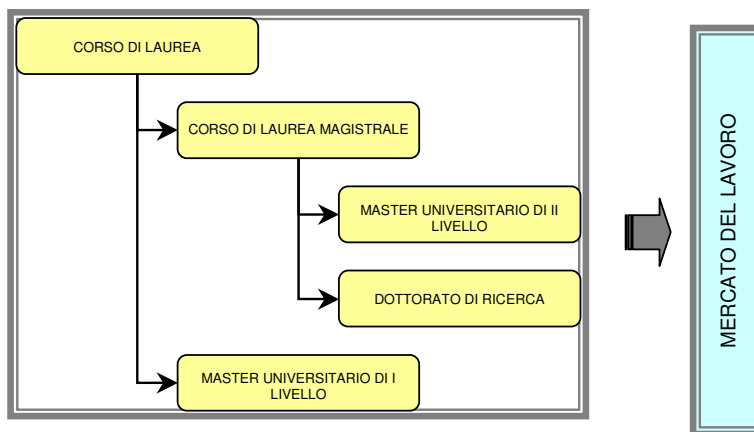 CORSO DI LAUREA
CORSO DI LAUREA MAGISTRALE
MASTER UNIVERSITARIO DI II
LIVELLO
DOTTORATO DI RICERCA
MASTER UNIVERSITARIO DI I
LIVELLO
MERCATO DEL LAVORO